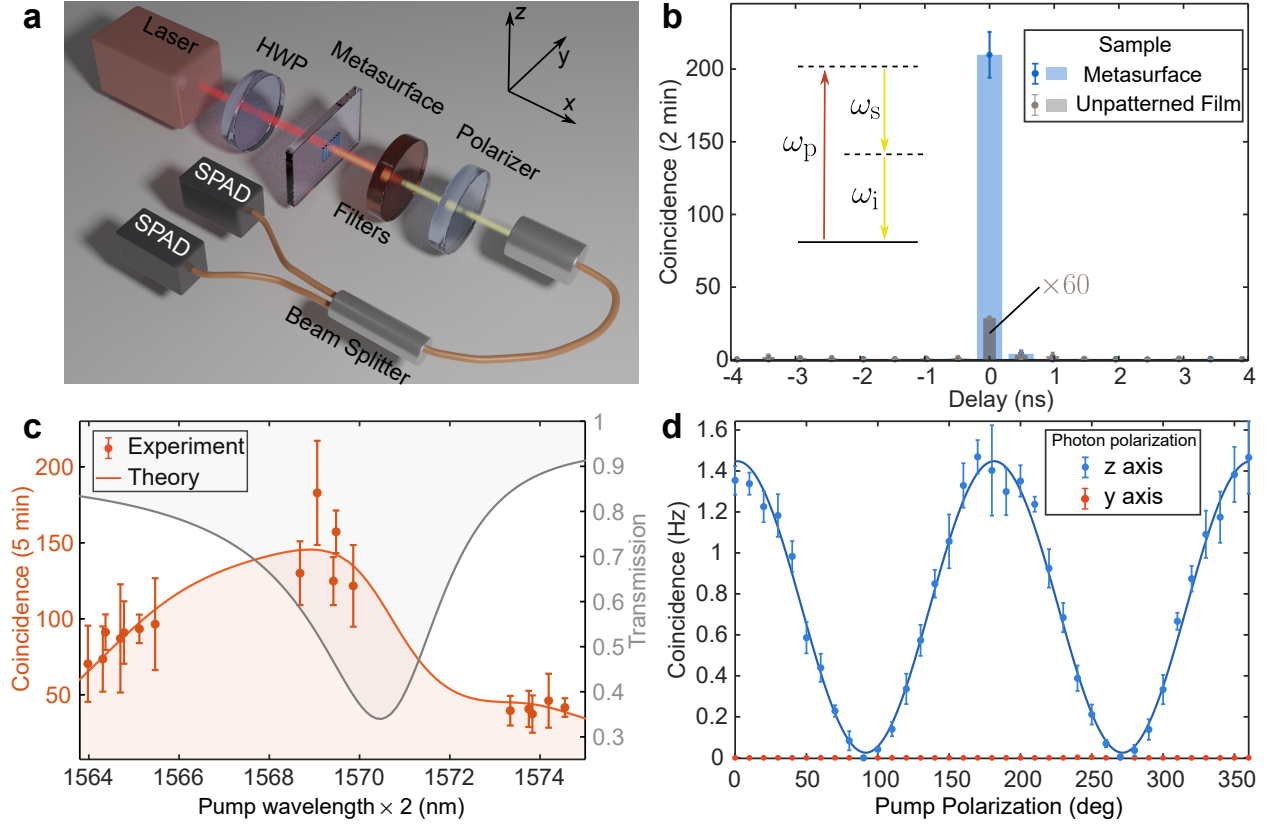 a
Laser
HWP
Metasurface
Filters
Polarizer
SPAD
SPAD
Beam Splitter
z
y
x
b
Coincidence (2 min)
200
150
100
50
0
Sample
Metasurface
Unpatterned Film
ωp
ωs
ωi
×60
-4 -3 -2 -1 0 1 2 3 4
Delay (ns)
c
Coincidence (5 min)
200
150
100
50
Experiment
Theory
1
0.9
0.8
0.7
0.6
0.5
0.4
0.3
Transmission
1564 1566 1568 1570 1572 1574
Pump wavelength × 2 (nm)
d
Coincidence (Hz)
1.6
1.4
1.2
1
0.8
0.6
0.4
0.2
0
Photon polarization
z axis
y axis
0 50 100 150 200 250 300 350
Pump Polarization (deg)